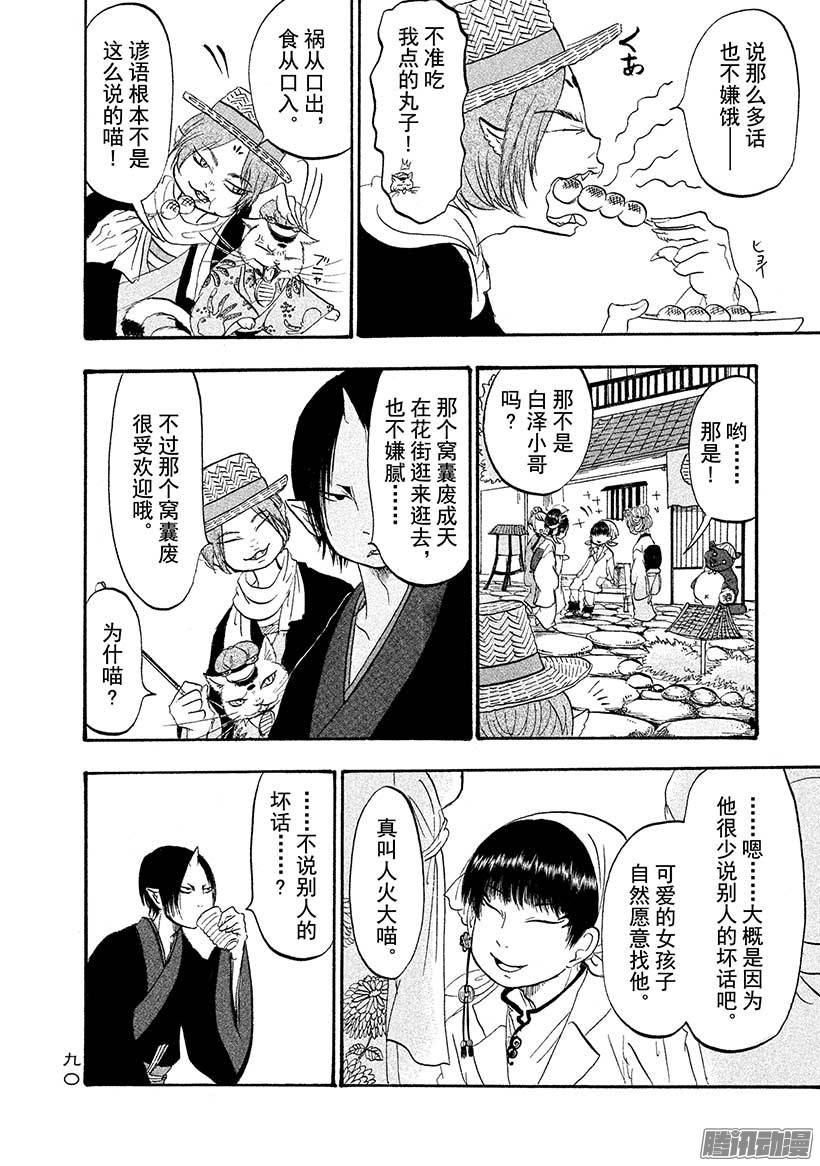 说那么多话
也不嫌饿——
くぁ
ヒョイ
不准吃
我点的丸子！
祸从口出，
食从口入。
谚语根本不是
这么说的喵！
哟……
那是！
那不是
白泽小哥
吗？
那个窝囊废成天
在花街逛来逛去，
也不嫌腻……
不过那个窝囊废
很受欢迎哦。
为什喵？
……嗯……大概是因为
他很少说别人的坏话吧。
可爱的女孩子
自然愿意找他。
真叫人火大喵。
……不说别人的
坏话……？
九〇
腾讯动漫